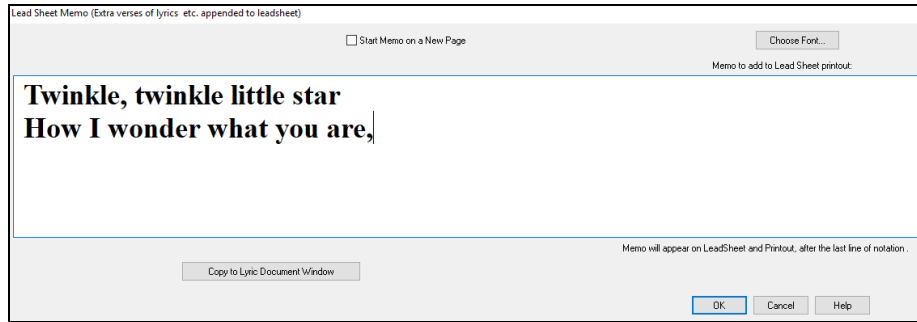 Lead Sheet Memo (Extra verses of lyrics etc. appended to leadsheet)
Start Memo on a New Page
Choose Font...
Memo to add to Lead Sheet printout:
Twinkle, twinkle little star
How I wonder what you are,
Memo will appear on LeadSheet and Printout, after the last line of notation .
Copy to Lyric Document Window
OK Cancel Help